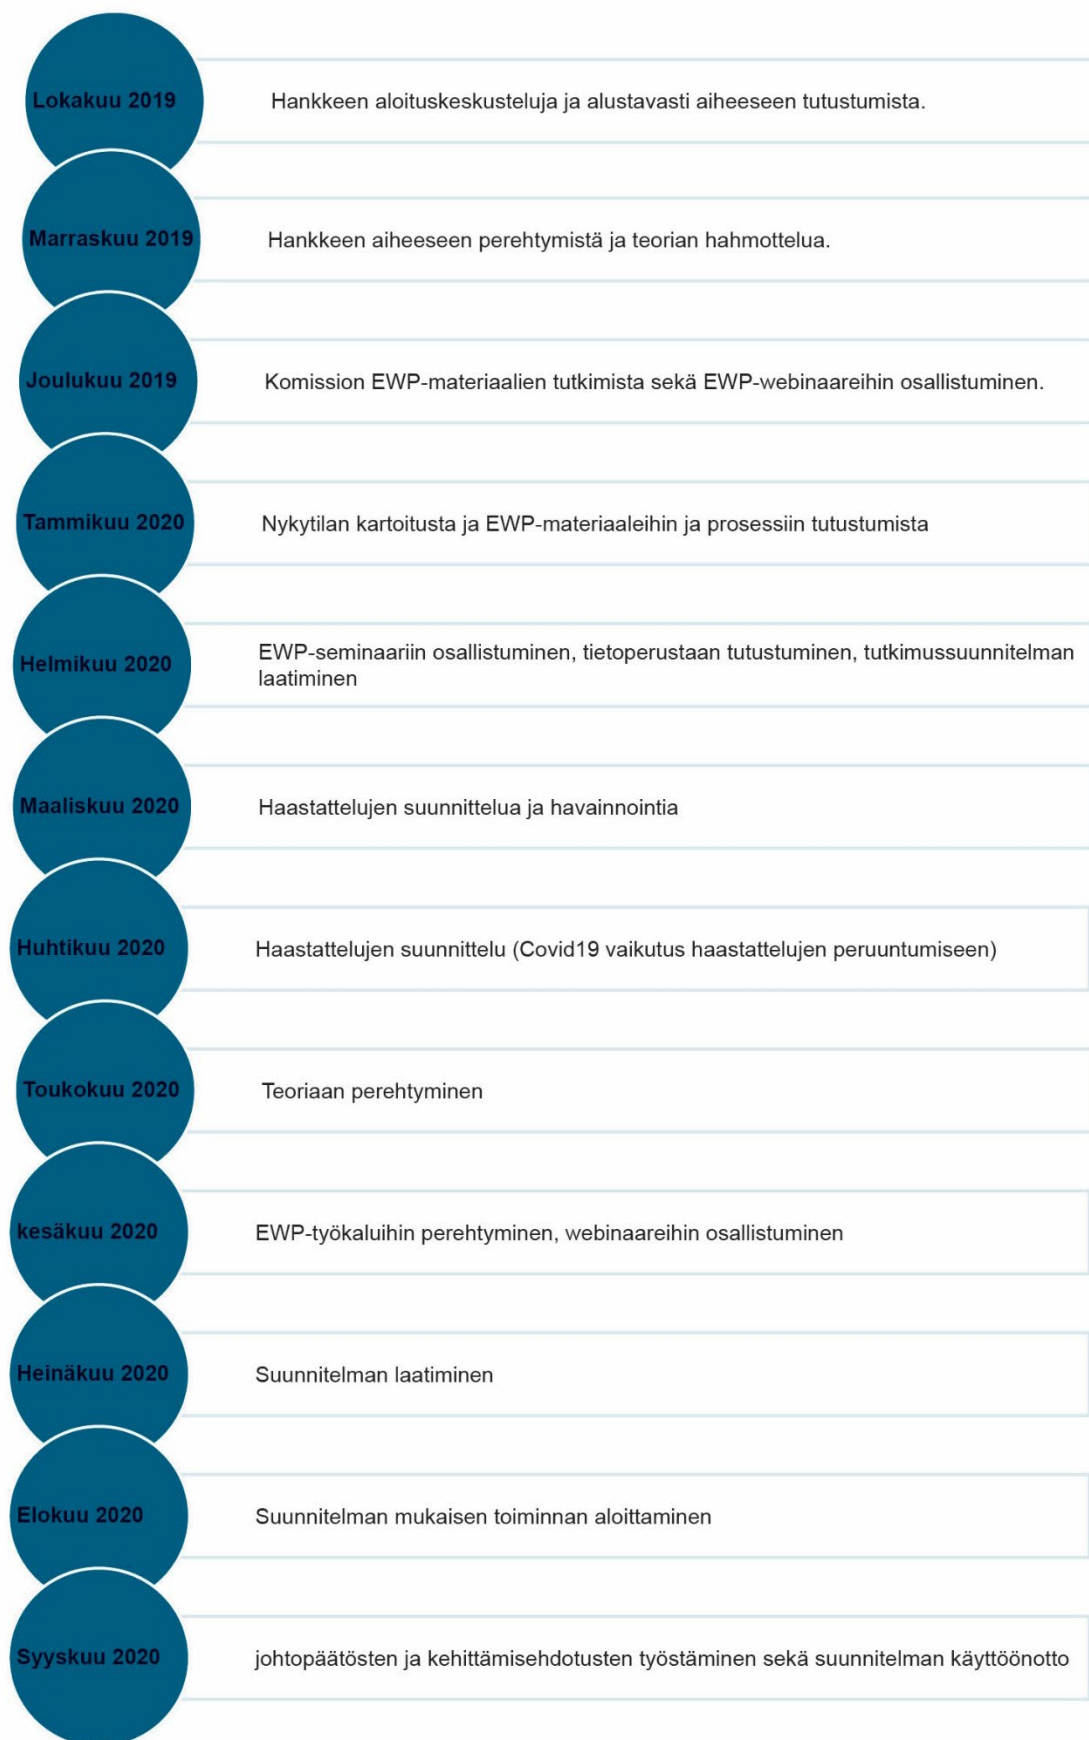 Lokakuu 2019
Hankkeen aloituskeskusteluja ja alustavasti aiheeseen tutustumista.
Marraskuu 2019
Hankkeen aiheeseen perehtymistä ja teorian hahmottelua.
Joulukuu 2019
Komission EWP-materiaalien tutkimista sekä EWP-webinaareihin osallistuminen.
Tammikuu 2020
Nykytilan kartoitusta ja EWP-materiaaleihin ja prosessiin tutustumista
Helmikuu 2020
EWP-seminaariin osallistuminen, tietoperustaan tutustuminen, tutkimussuunnitelman
laatiminen
Maaliskuu 2020
Haastattelujen suunnittelua ja havainnointia
Huhtikuu 2020
Haastattelujen suunnittelu (Covid19 vaikutus haastattelujen peruuntumiseen)
Toukokuu 2020
Teoriaan perehtyminen
kesäkuu 2020
EWP-työkaluihin perehtyminen, webinaareihin osallistuminen
Heinäkuu 2020
Suunnitelman laatiminen
Elokuu 2020
Suunnitelman mukaisen toiminnan aloittaminen
Syyskuu 2020
johtopäätösten ja kehittämisehdotusten työstäminen sekä suunnitelman käyttöönotto